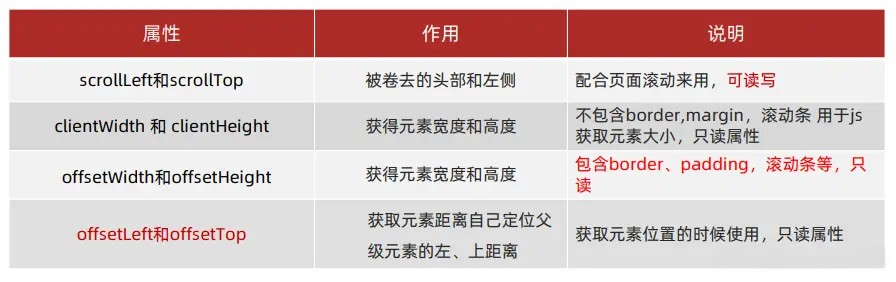 属性 作用 说明
scrollLeft和scrollTop 被卷去的头部和左侧 配合页面滚动来用，可读写
clientWidth 和 clientHeight 获得元素宽度和高度 不包含border,margin，滚动条 用于js
获取元素大小，只读属性
offsetWidth和offsetHeight 获得元素宽度和高度 包含border、padding，滚动条等，只
读
offsetLeft和offsetTop 获取元素距离自己定位父
级元素的左、上距离 获取元素位置的时候使用，只读属性